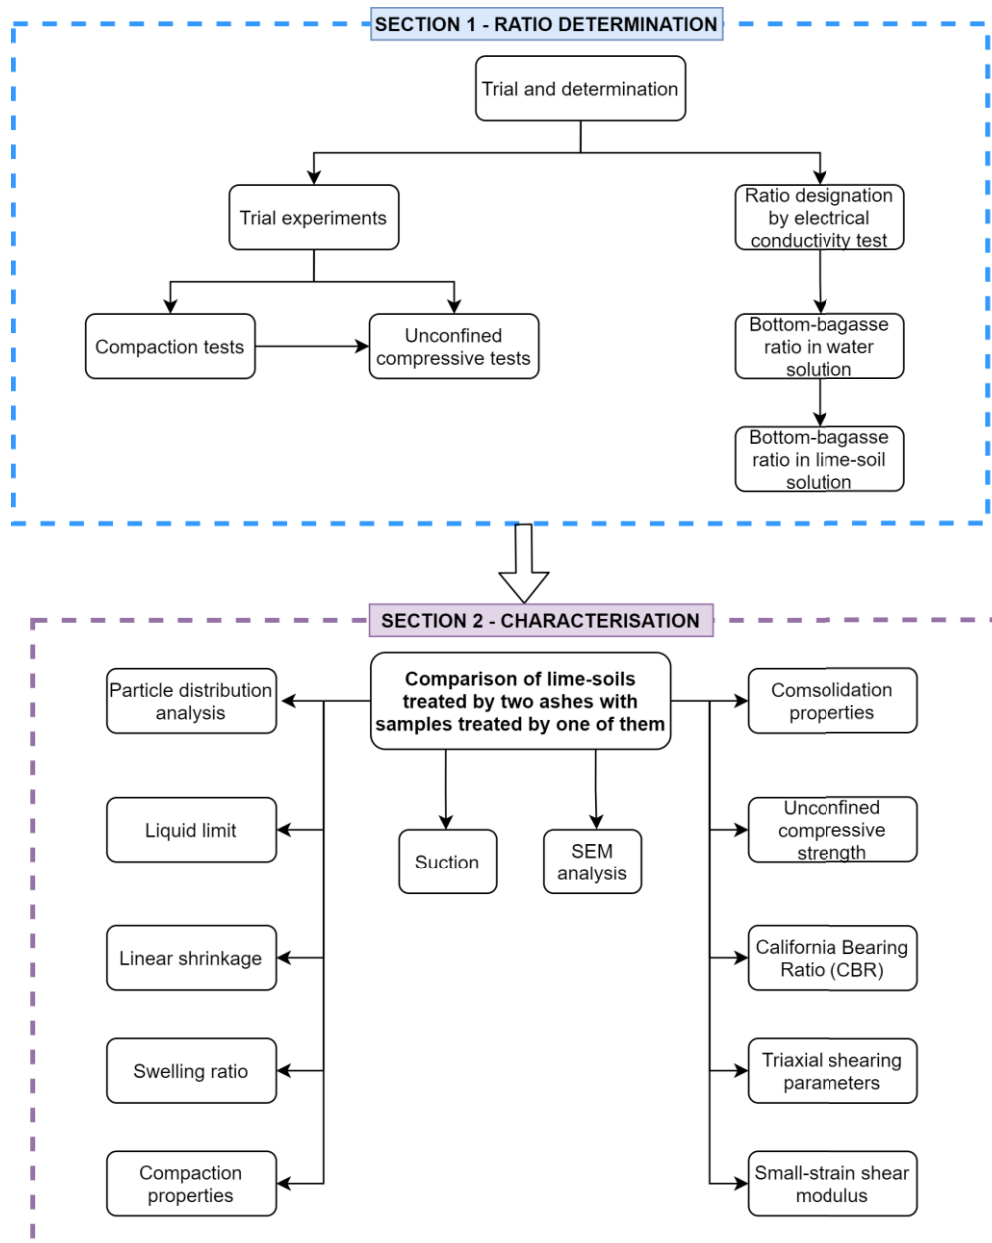 SECTION 1 - RATIO DETERMINATION
Trial and determination
Trial experiments
Ratio designation
by electrical
conductivity test
Compaction tests
Unconfined
compressive tests
Bottom-bagasse
ratio in water
solution
Bottom-bagasse
ratio in lime-soil
solution
SECTION 2 - CHARACTERISATION
Comparison of lime-soils
treated by two ashes with
samples treated by one of them
Particle distribution
analysis
Liquid limit
Linear shrinkage
Swelling ratio
Compaction
properties
Suction
SEM
analysis
Comsolidation
properties
Unconfined
compressive
strength
California Bearing
Ratio (CBR)
Triaxial shearing
parameters
Small-strain shear
modulus